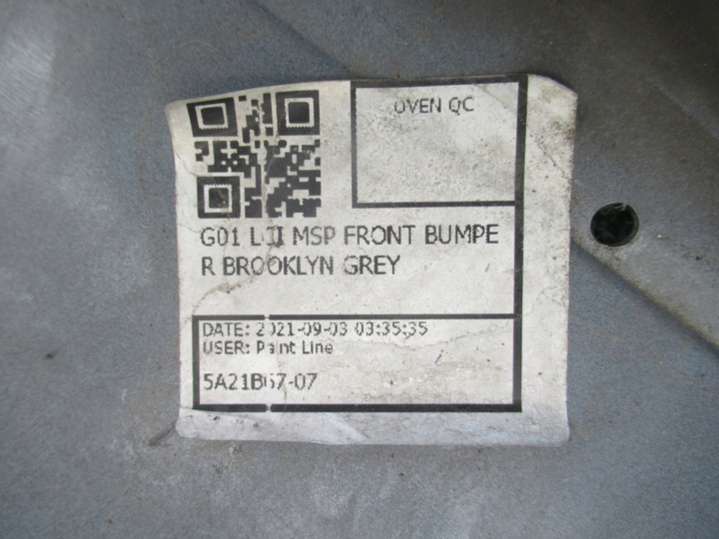 OVEN QC
G01 LCI MSP FRONT BUMPE
R BROOKLYN GREY
DATE: 2021-09-03 03:35:35
USER: Paint Line
5A21B67-07